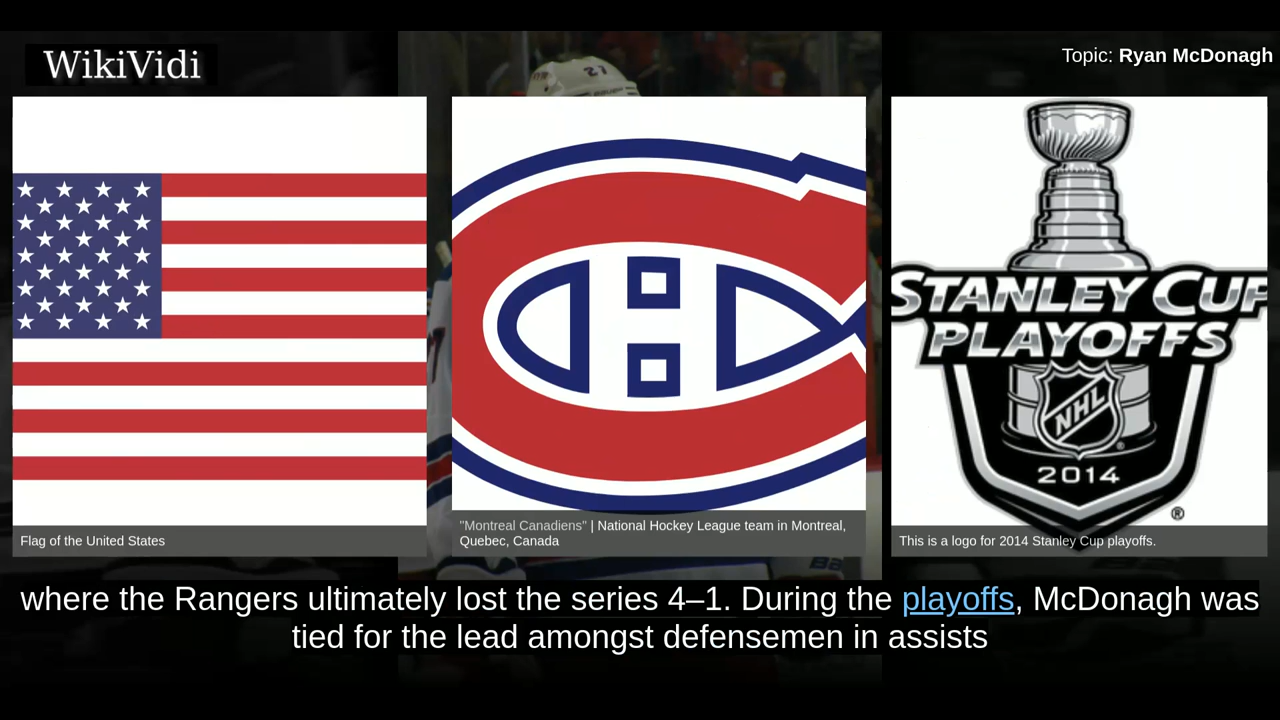 WikiVidi
Topic: Ryan McDonagh
27
STANLEY CUP
PLAYOFFS
NHL
2014
®
Flag of the United States
"Montreal Canadiens" | National Hockey League team in Montreal,
Quebec, Canada
This is a logo for 2014 Stanley Cup playoffs.
where the Rangers ultimately lost the series 4–1. During the playoffs, McDonagh was
tied for the lead amongst defensemen in assists